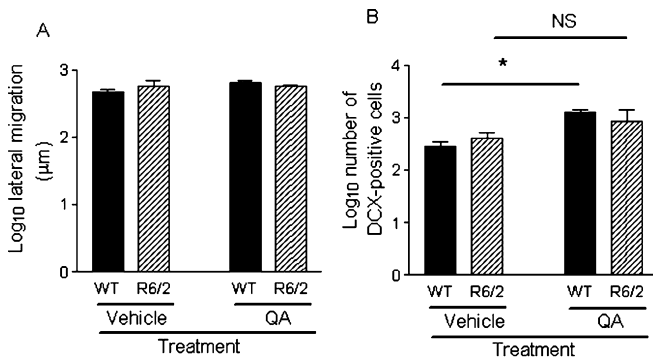 A
Log10 lateral migration
(µm)
3
2
1
0
WT R6/2 WT R6/2
Vehicle QA
Treatment
B
NS
*
Log10 number of
DCX-positive cells
4
3
2
1
0
WT R6/2 WT R6/2
Vehicle QA
Treatment